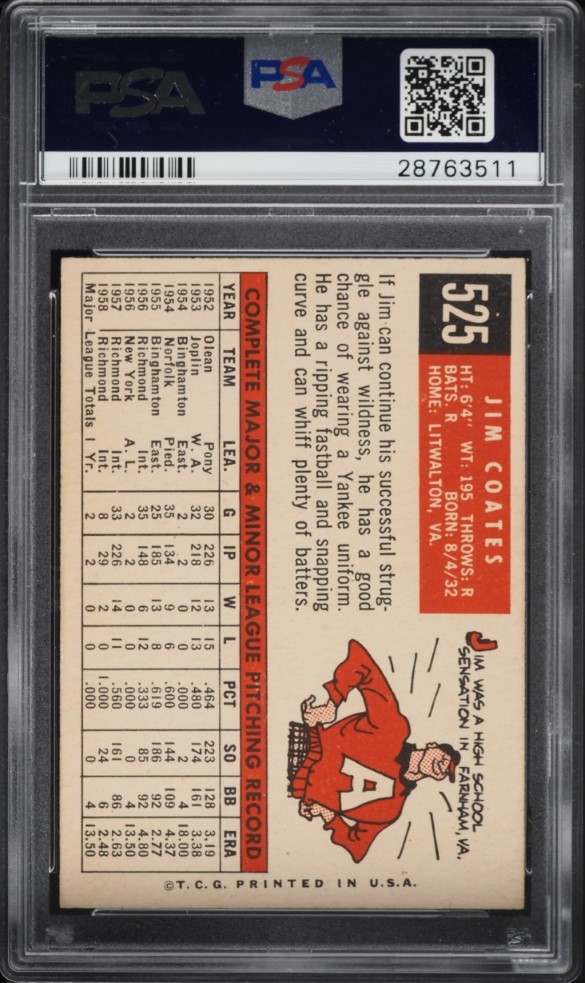 PSA
PSA
28763511
525
JIM COATES
HT: 6'4" WT: 195 THROWS: R
BATS. R BORN: 8/4/32
HOME: LITWALTON, VA.
JIM WAS A HIGH SCHOOL
SENSATION IN FARNHAM, VA.
A
If Jim can continue his successful strug-
gle against wildness, he has a good
chance of wearing a Yankee uniform.
He has a ripping fastball and snapping
curve and can whiff plenty of batters.
COMPLETE MAJOR & MINOR LEAGUE PITCHING RECORD
YEAR TEAM LEA. G IP W L PCT SO BB ERA
1952 Olean Pony 30 226 13 15 .464 223 128 3.19
1953 Joplin W. A. 32 218 12 13 .480 174 161 3.38
1954 Binghamton East. 2 2 0 0 .000 2 4 18.00
1954 Norfolk Pied. 35 134 9 6 .600 144 109 4.37
1955 Binghamton East. 25 185 13 8 .619 186 92 2.77
1956 Richmond Int. 35 148 6 12 .333 85 92 4.80
1956 New York A. L. 2 2 0 0 .000 0 4 13.50
1957 Richmond Int. 33 226 14 11 .560 161 86 2.63
1958 Richmond Int. 8 29 2 0 1.000 24 6 2.48
Major League Totals 1 Yr. 2 2 0 0 .000 0 4 13.50
©T.C.G. PRINTED IN U.S.A.